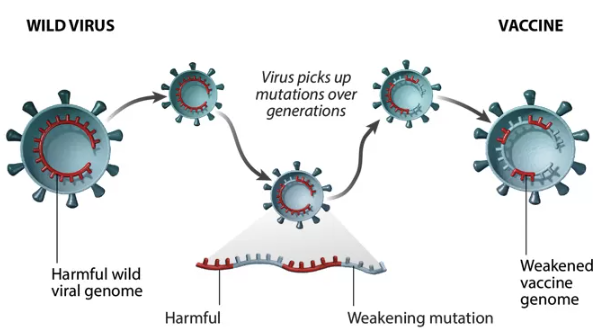 WILD VIRUS
VACCINE
Virus picks up
mutations over
generations
Harmful wild
viral genome
Harmful
Weakening mutation
Weakened
vaccine
genome